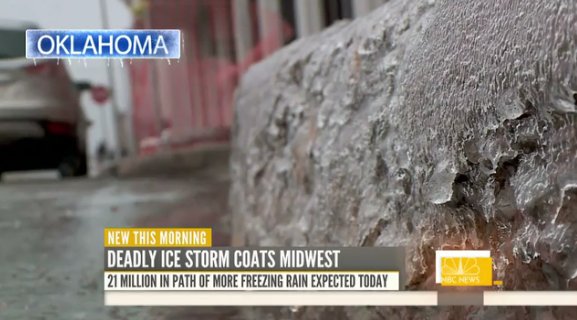 OKLAHOMA
NEW THIS MORNING
DEADLY ICE STORM COATS MIDWEST
21 MILLION IN PATH OF MORE FREEZING RAIN EXPECTED TODAY
NBC NEWS